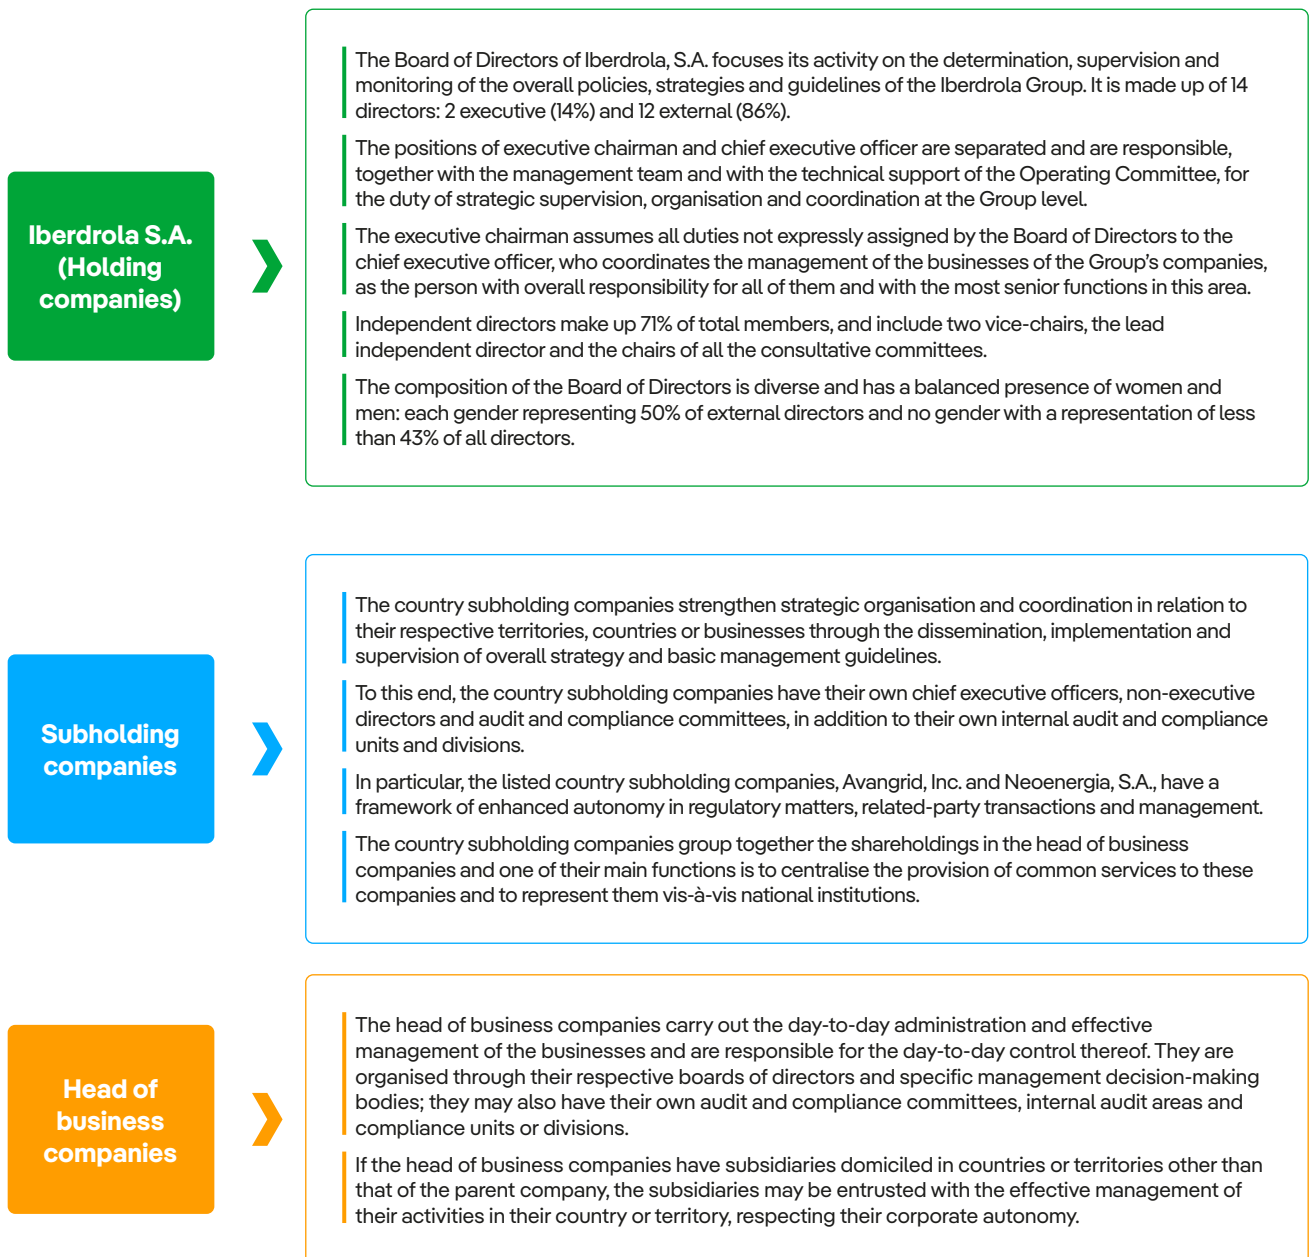 The Board of Directors of Iberdrola, S.A. focuses its activity on the determination, supervision and
monitoring of the overall policies, strategies and guidelines of the Iberdrola Group. It is made up of 14
directors: 2 executive (14%) and 12 external (86%).
The positions of executive chairman and chief executive officer are separated and are responsible,
together with the management team and with the technical support of the Operating Committee, for
the duty of strategic supervision, organisation and coordination at the Group level.
Iberdrola S.A.
(Holding
companies)
The executive chairman assumes all duties not expressly assigned by the Board of Directors to the
chief executive officer, who coordinates the management of the businesses of the Group's companies,
as the person with overall responsibility for all of them and with the most senior functions in this area.
Independent directors make up 71% of total members, and include two vice-chairs, the lead
independent director and the chairs of all the consultative committees.
The composition of the Board of Directors is diverse and has a balanced presence of women and
men: each gender representing 50% of external directors and no gender with a representation of less
than 43% of all directors.
The country subholding companies strengthen strategic organisation and coordination in relation to
their respective territories, countries or businesses through the dissemination, implementation and
supervision of overall strategy and basic management guidelines.
To this end, the country subholding companies have their own chief executive officers, non-executive
directors and audit and compliance committees, in addition to their own internal audit and compliance
units and divisions.
Subholding
companies
In particular, the listed country subholding companies, Avangrid, Inc. and Neoenergia, S.A., have a
framework of enhanced autonomy in regulatory matters, related-party transactions and management.
The country subholding companies group together the shareholdings in the head of business
companies and one of their main functions is to centralise the provision of common services to these
companies and to represent them vis-à-vis national institutions.
Head of
business
companies
The head of business companies carry out the day-to-day administration and effective
management of the businesses and are responsible for the day-to-day control thereof. They are
organised through their respective boards of directors and specific management decision-making
bodies; they may also have their own audit and compliance committees, internal audit areas and
compliance units or divisions.
If the head of business companies have subsidiaries domiciled in countries or territories other than
that of the parent company, the subsidiaries may be entrusted with the effective management of
their activities in their country or territory, respecting their corporate autonomy.